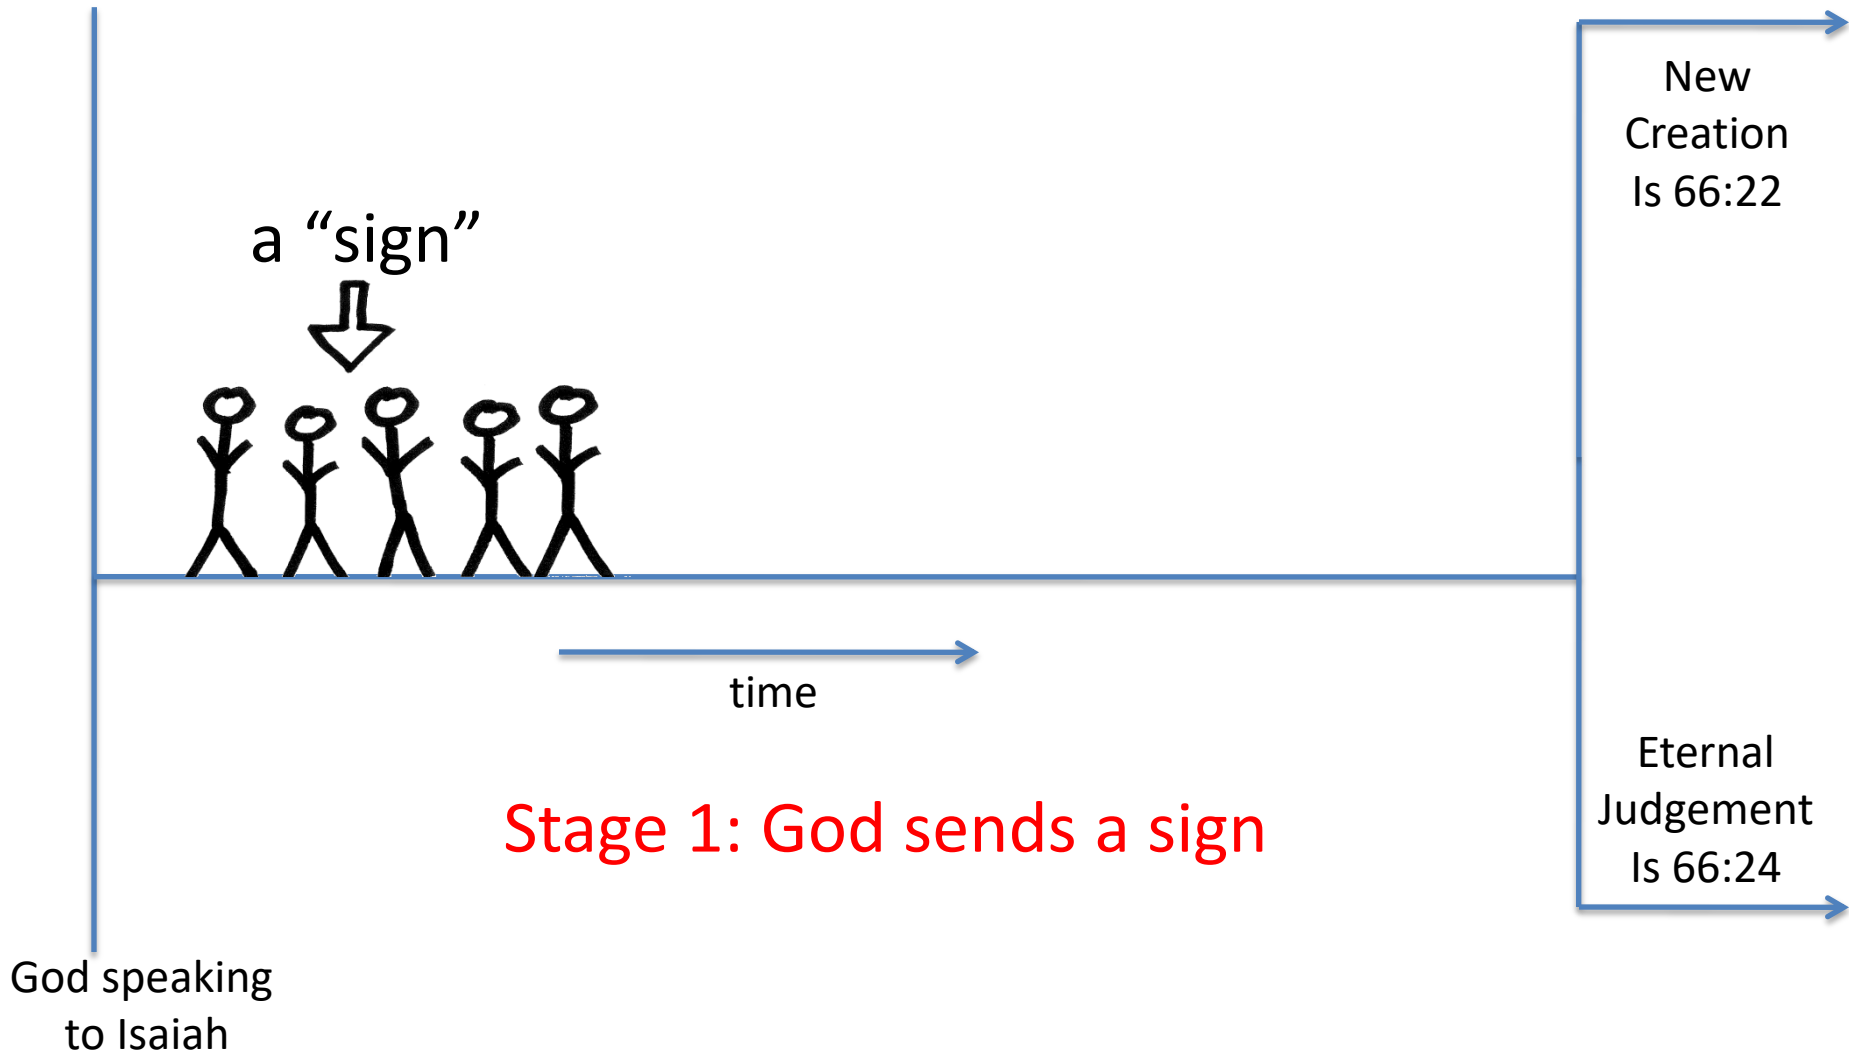 New
Creation
Is 66:22
a “sign”
time
Eternal
Judgement
Is 66:24
Stage 1: God sends a sign
God speaking
to Isaiah